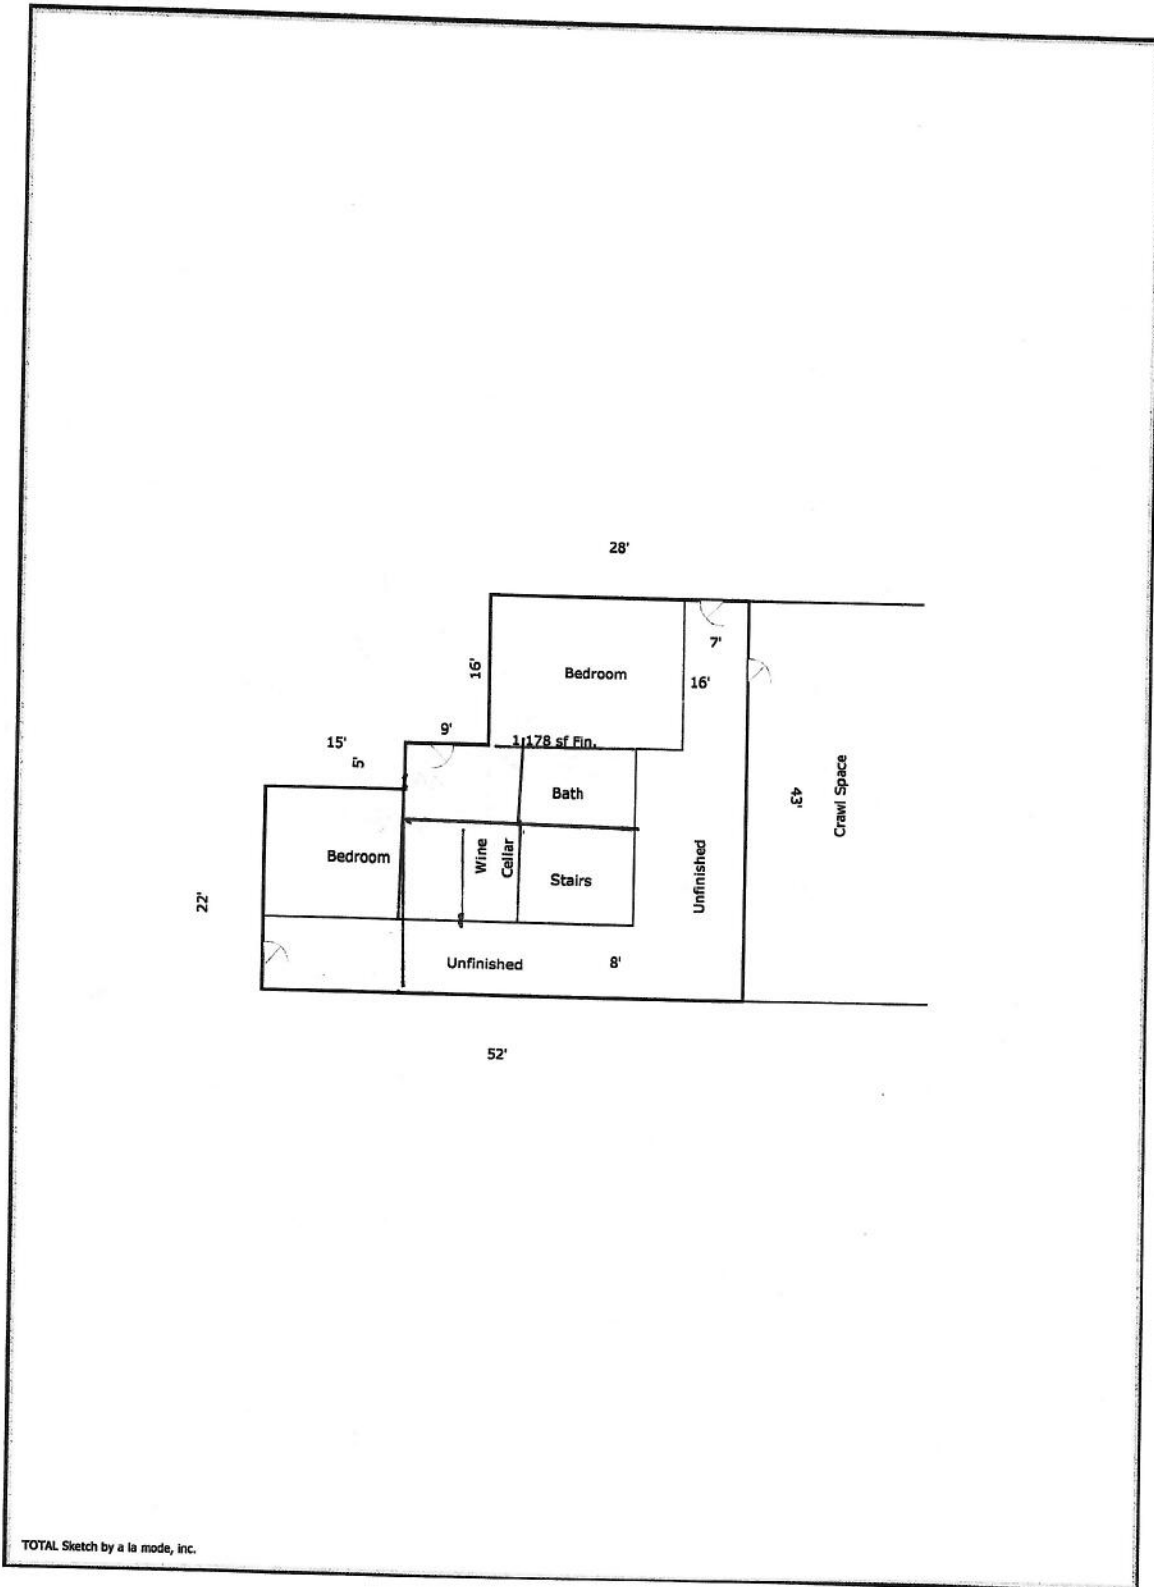 28'
7'
16'
Bedroom
16'
9'
1,178 sf Fin.
15'
5'
Bath
43'
Crawl Space
Bedroom
Wine
Cellar
Stairs
Unfinished
22'
Unfinished
8'
52'
TOTAL Sketch by a la mode, inc.